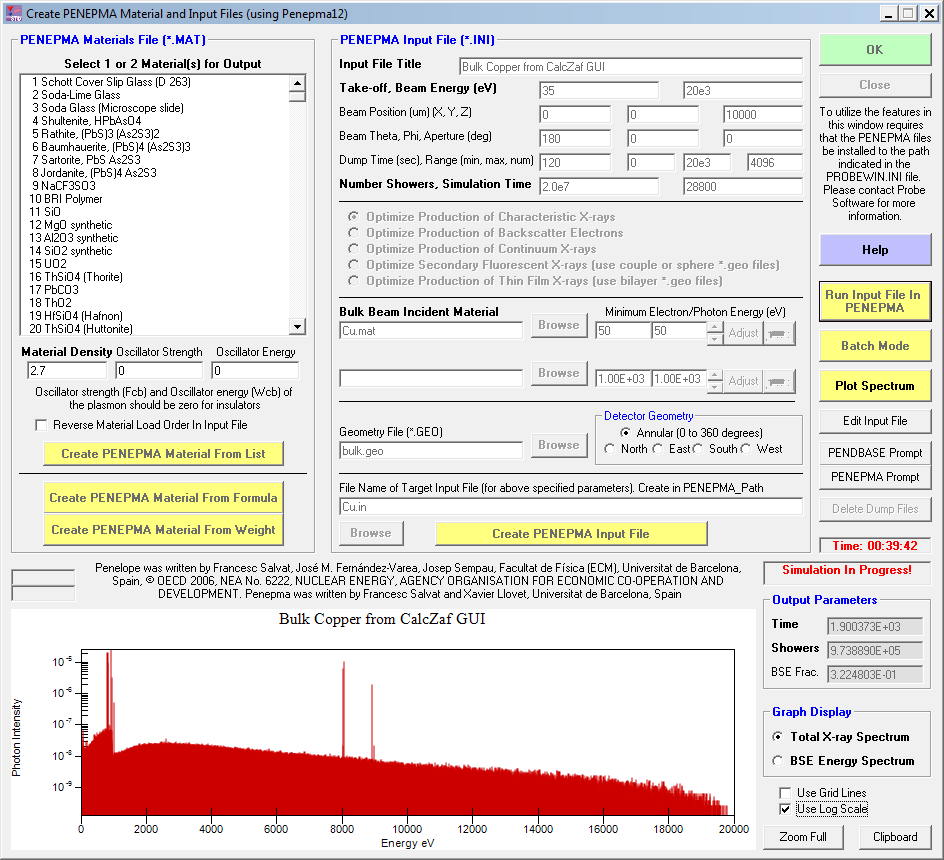 Create PENEPMA Material and Input Files (using Penepma12)
PENEPMA Materials File (*.MAT)
Select 1 or 2 Material(s) for Output
1 Schott Cover Slip Glass (D 263)
2 Soda-Lime Glass
3 Soda Glass (Microscope slide)
4 Shultenite, HPbAsO4
5 Rathite, (PbS)3 (As2S3)2
6 Baumhauerite, (PbS)4 (As2S3)3
7 Sartorite, PbS As2S3
8 Jordanite, (PbS)4 As2S3
9 NaCF3SO3
10 BRI Polymer
11 SiO
12 MgO synthetic
13 Al2O3 synthetic
14 SiO2 synthetic
15 UO2
16 ThSiO4 (Thorite)
17 PbCO3
18 ThO2
19 HfSiO4 (Hafnon)
20 ThSiO4 (Huttonite)
Material Density Oscillator Strength Oscillator Energy
2.7 0 0
Oscillator strength (Fcb) and Oscillator energy (Wcb) of
the plasmon should be zero for insulators
Reverse Material Load Order In Input File
Create PENEPMA Material From List
Create PENEPMA Material From Formula
Create PENEPMA Material From Weight
PENEPMA Input File (*.INI)
Input File Title Bulk Copper from CalcZaf GUI
Take-off, Beam Energy (eV) 35 20e3
Beam Position (um) (X, Y, Z) 0 0 10000
Beam Theta, Phi, Aperture (deg) 180 0 0
Dump Time (sec), Range (min, max, num) 120 0 20e3 4096
Number Showers, Simulation Time 2.0e7 28800
Optimize Production of Characteristic X-rays
Optimize Production of Backscatter Electrons
Optimize Production of Continuum X-rays
Optimize Secondary Fluorescent X-rays (use couple or sphere *.geo files)
Optimize Production of Thin Film X-rays (use bilayer *.geo files)
Bulk Beam Incident Material Minimum Electron/Photon Energy (eV)
Cu.mat Browse 50 50 Adjust
Browse 1.00E+03 1.00E+03 Adjust
Geometry File (*.GEO)
bulk.geo Browse
Detector Geometry
Annular (0 to 360 degrees)
North East South West
File Name of Target Input File (for above specified parameters). Create in PENEPMA_Path
Cu.in
Browse Create PENEPMA Input File
OK
Close
To utilize the features in
this window requires
that the PENEPMA files
be installed to the path
indicated in the
PROBEWIN.INI file.
Please contact Probe
Software for more
information.
Help
Run Input File In
PENEPMA
Batch Mode
Plot Spectrum
Edit Input File
PENDBASE Prompt
PENEPMA Prompt
Delete Dump Files
Time: 00:39:42
Simulation In Progress!
Penelope was written by Francesc Salvat, José M. Fernández-Varea, Josep Sempau, Facultat de Física (ECM), Universitat de Barcelona,
Spain, © OECD 2006, NEA No. 6222, NUCLEAR ENERGY, AGENCY ORGANISATION FOR ECONOMIC CO-OPERATION AND
DEVELOPMENT. Penepma was written by Francesc Salvat and Xavier Llovet, Universitat de Barcelona, Spain
Bulk Copper from CalcZaf GUI
Photon Intensity
10-5
10-6
10-7
10-8
10-9
0 2000 4000 6000 8000 10000 12000 14000 16000 18000 20000
Energy eV
Output Parameters
Time 1.900373E+03
Showers 9.738890E+05
BSE Frac. 3.224803E-01
Graph Display
Total X-ray Spectrum
BSE Energy Spectrum
Use Grid Lines
Use Log Scale
Zoom Full Clipboard